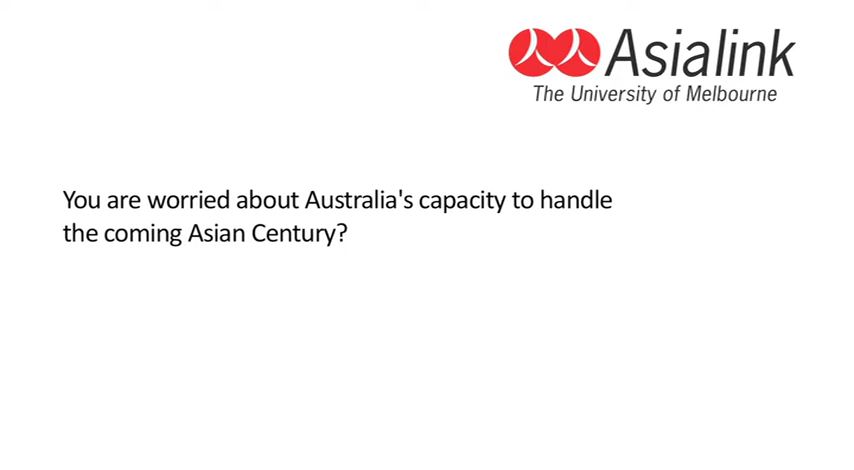 Asialink
The University of Melbourne
You are worried about Australia's capacity to handle
the coming Asian Century?